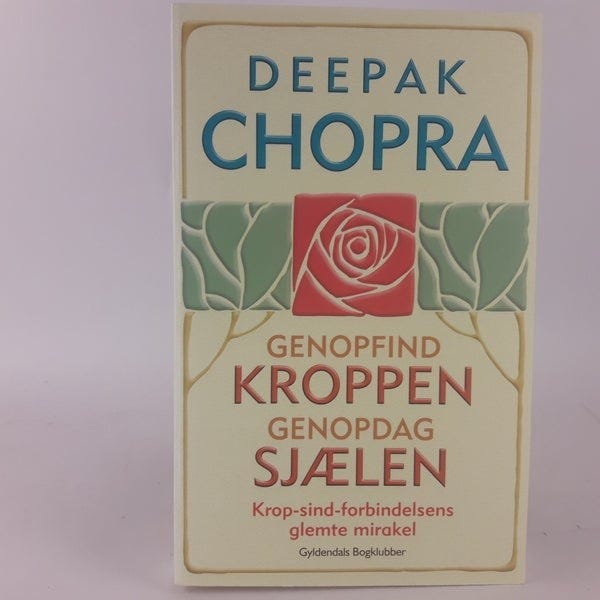 DEEPAK
CHOPRA
GENOPFIND
KROPPEN
GENOPDAG
SJÆLEN
Krop-sind-forbindelsens
glemte mirakel
Gyldendals Bogklubber